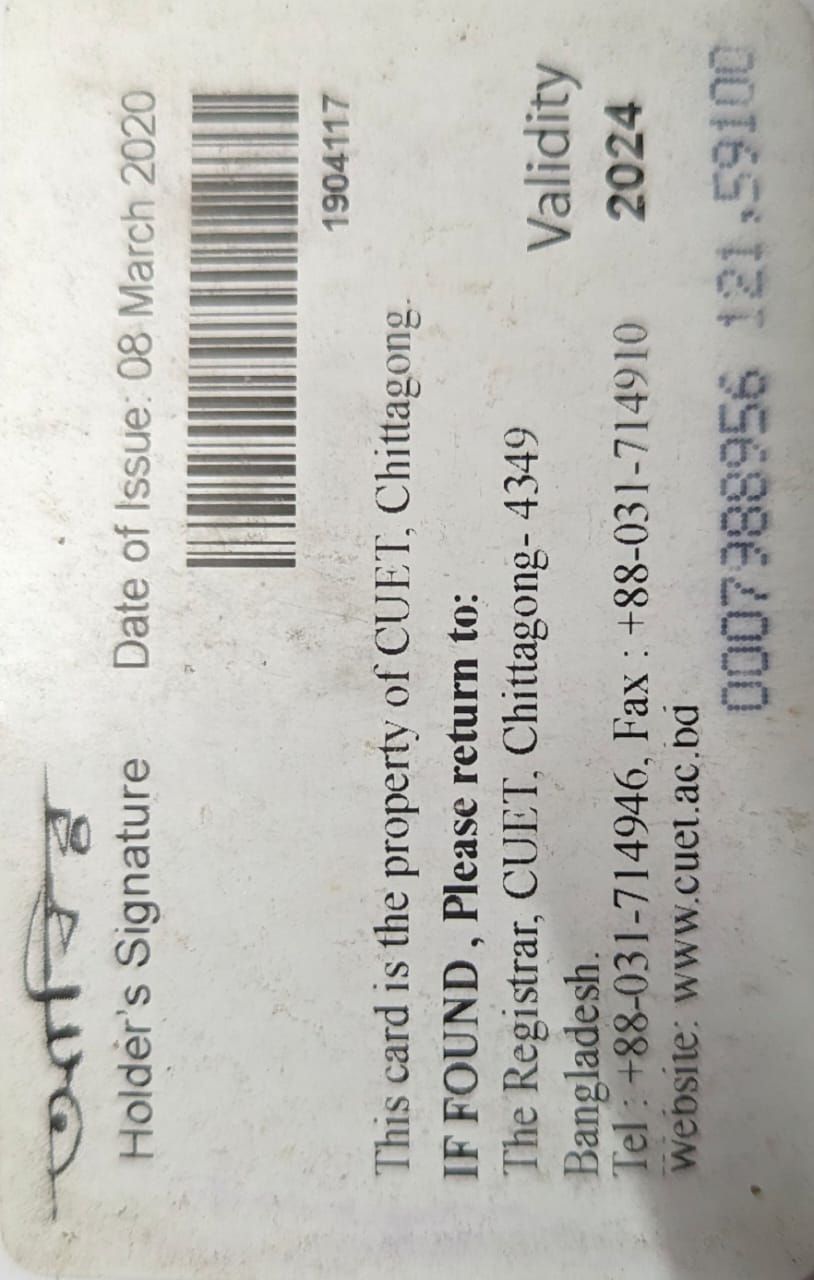 Holder's Signature
Date of Issue: 08 March 2020
1904117
This card is the property of CUET, Chittagong.
IF FOUND , Please return to:
The Registrar, CUET, Chittagong- 4349
Bangladesh.
Validity
2024
Tel : +88-031-714946, Fax : +88-031-714910
Website: www.cuet.ac.bd
0007988956 121,59100